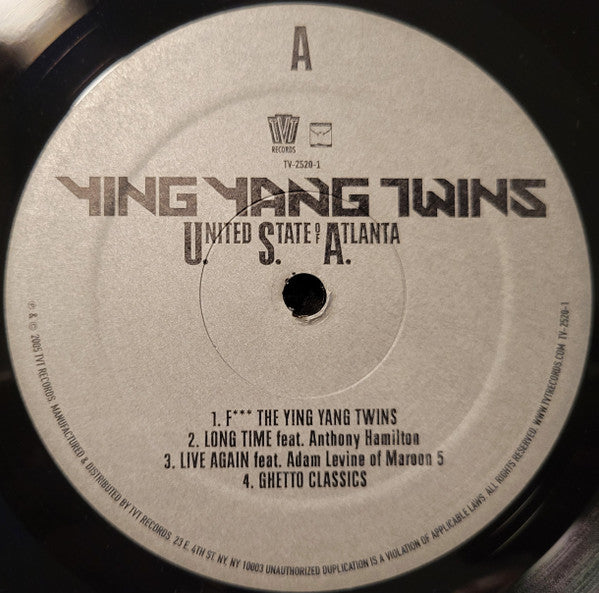 A
TVT
RECORDS
TV-2520-1
YING YANG TWINS
UNITED STATE OF ATLANTA
U. S. A.
1. F*** THE YING YANG TWINS
2. LONG TIME feat. Anthony Hamilton
3. LIVE AGAIN feat. Adam Levine of Maroon 5
4. GHETTO CLASSICS
℗ & © 2005 TVT RECORDS. MANUFACTURED & DISTRIBUTED BY TVT RECORDS, 23 E. 4TH ST. NY, NY 10003 UNAUTHORIZED DUPLICATION IS A VIOLATION OF APPLICABLE LAWS. ALL RIGHTS RESERVED. WWW.TVTRECORDS.COM TV-2520-1